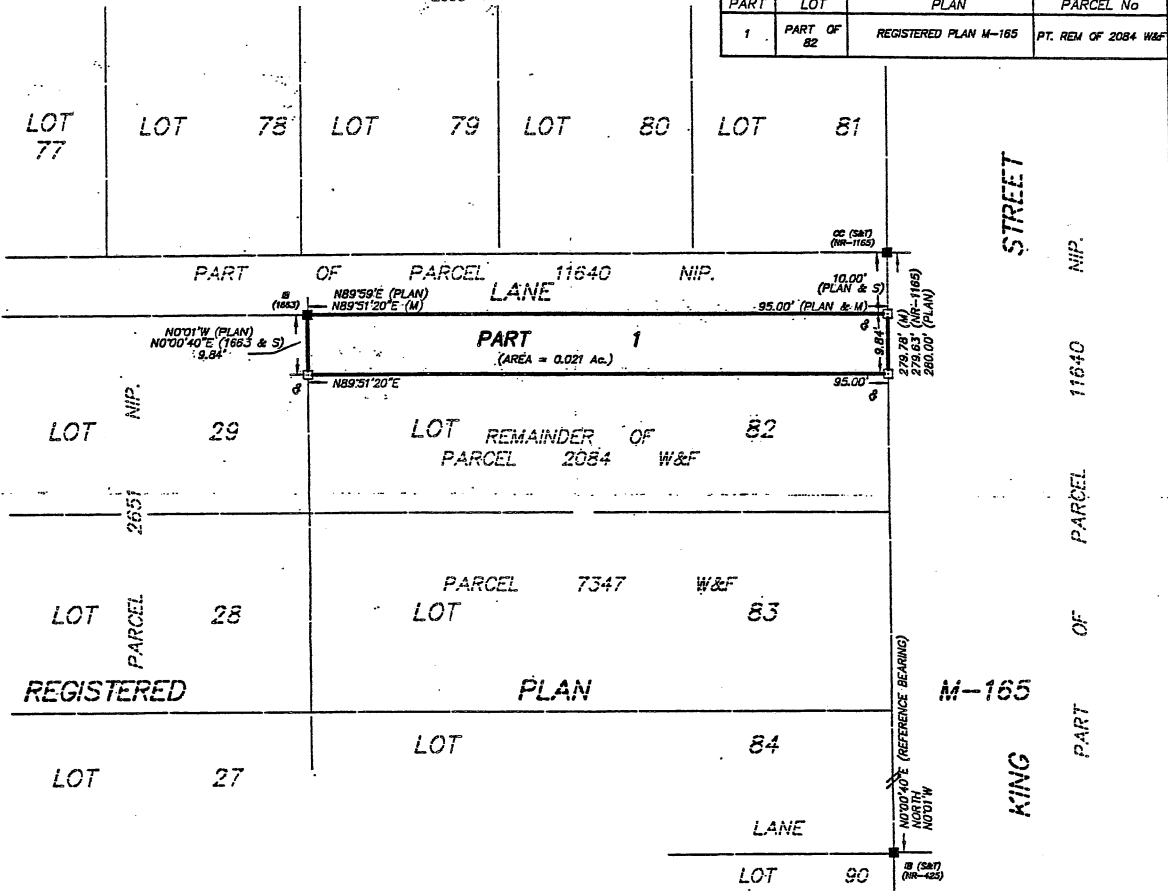 PART LOT PLAN PARCEL No
1 PART OF 82 REGISTERED PLAN M-165 PT. REM OF 2084 W&F
LOT 77
LOT 78
LOT 79
LOT 80
LOT 81
STREET
CC (S&T)
(NR-1165)
PART OF PARCEL 11640 NIP.
LANE
10.00'
(PLAN & S)
IB
(1663)
N89°59'E (PLAN)
N89°51'20"E (M)
95.00' (PLAN & M)
N0°01'W (PLAN)
N0°00'40"E (1663 & S)
9.84'
PART 1
(AREA = 0.021 Ac.)
9.84'
279.78' (M)
279.63' (NR-1165)
280.00' (PLAN)
N89°51'20"E
95.00'
LOT 29
LOT 82
REMAINDER OF
PARCEL 2084 W&F
PARCEL 2651 NIP.
PARCEL 7347 W&F
LOT 28
LOT 83
REGISTERED PLAN M-165
LOT 84
LOT 27
N0°00'40"E (REFERENCE BEARING)
NORTH
N0°01'W
KING
PART OF PARCEL 11640 NIP.
LANE
IB (S&T)
(NR-425)
LOT 90